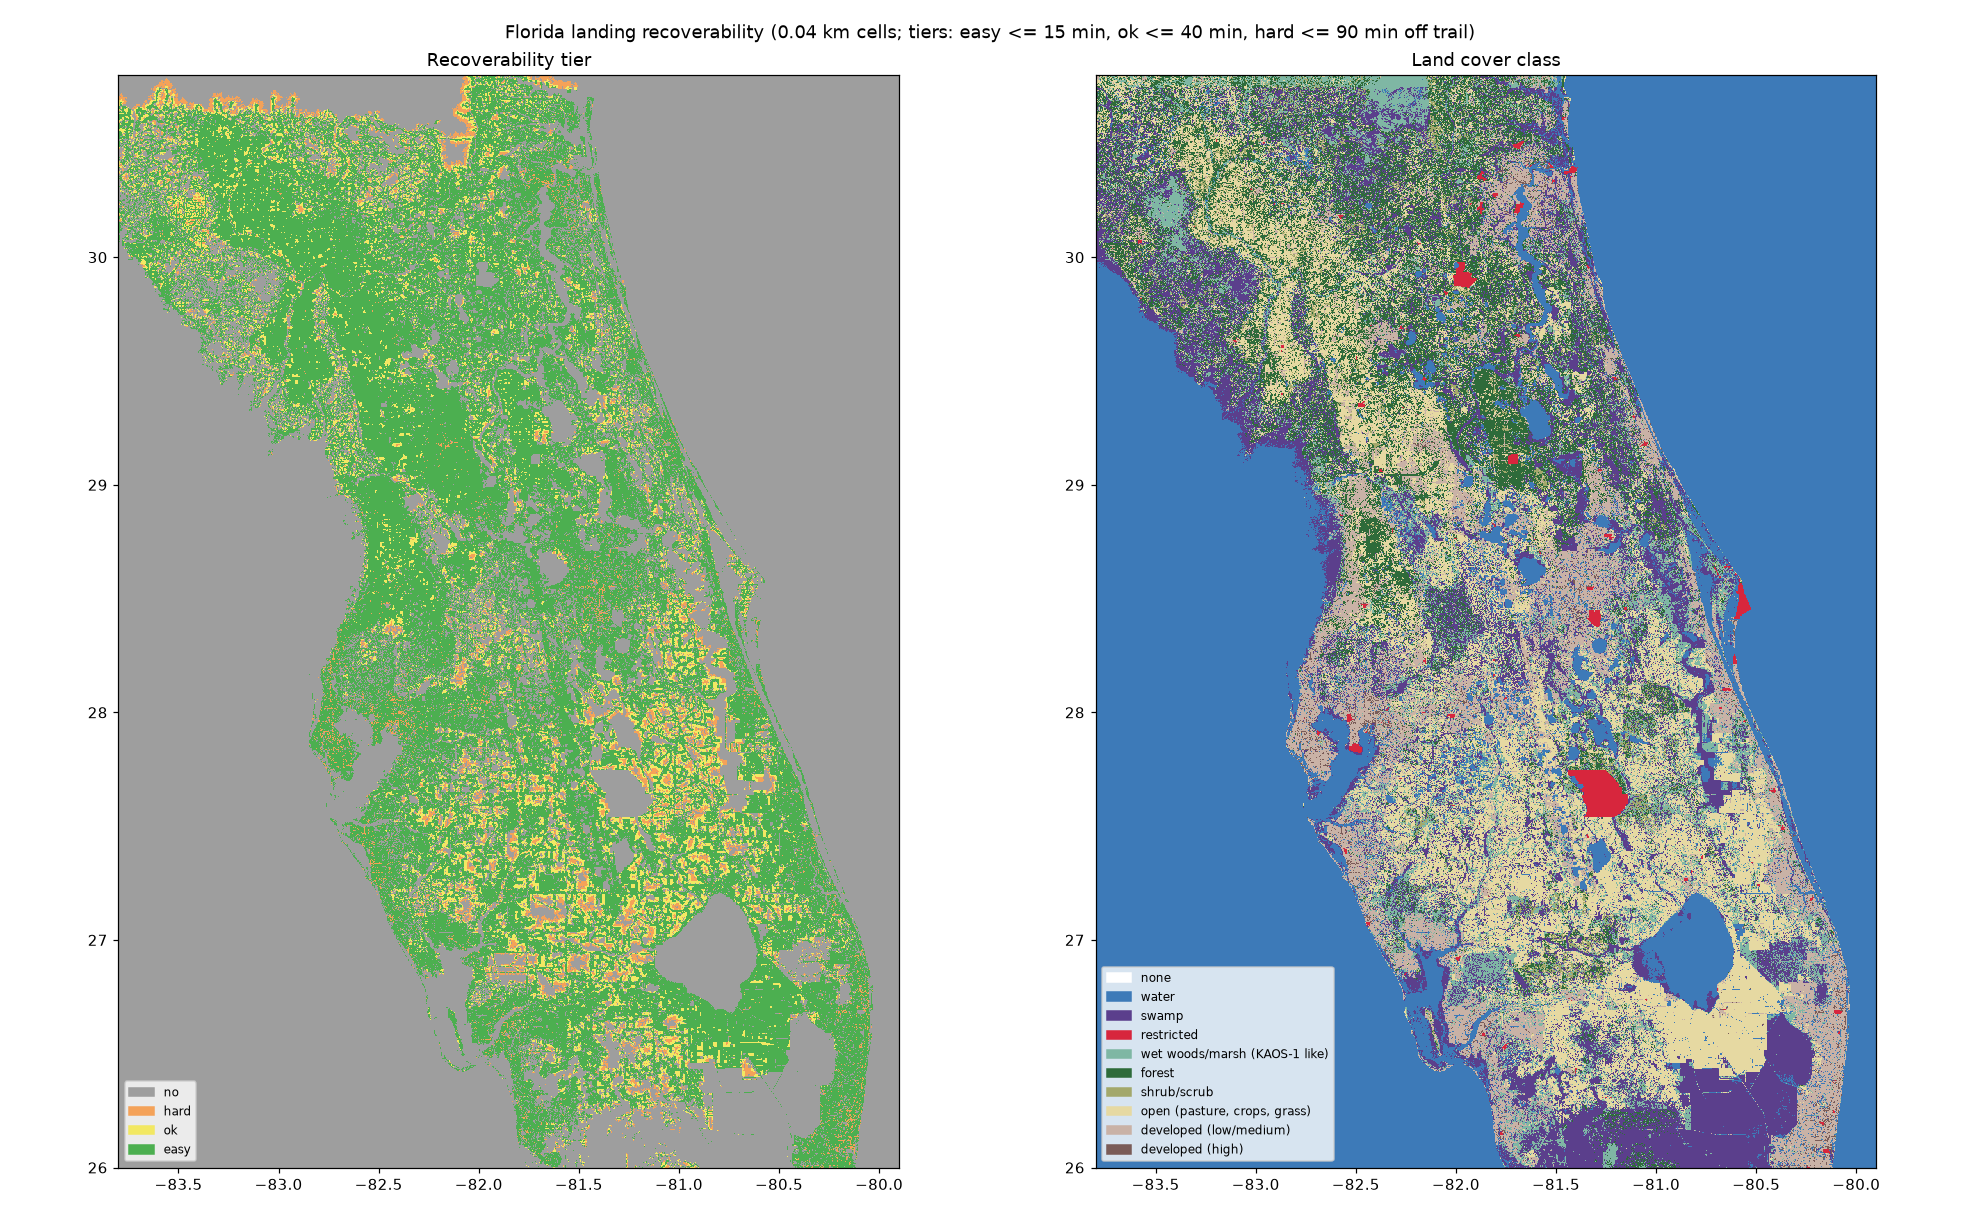 Florida landing recoverability (0.04 km cells; tiers: easy <= 15 min, ok <= 40 min, hard <= 90 min off trail)
Recoverability tier
30
29
28
27
26
−83.5 −83.0 −82.5 −82.0 −81.5 −81.0 −80.5 −80.0
no
hard
ok
easy
Land cover class
30
29
28
27
26
−83.5 −83.0 −82.5 −82.0 −81.5 −81.0 −80.5 −80.0
none
water
swamp
restricted
wet woods/marsh (KAOS-1 like)
forest
shrub/scrub
open (pasture, crops, grass)
developed (low/medium)
developed (high)